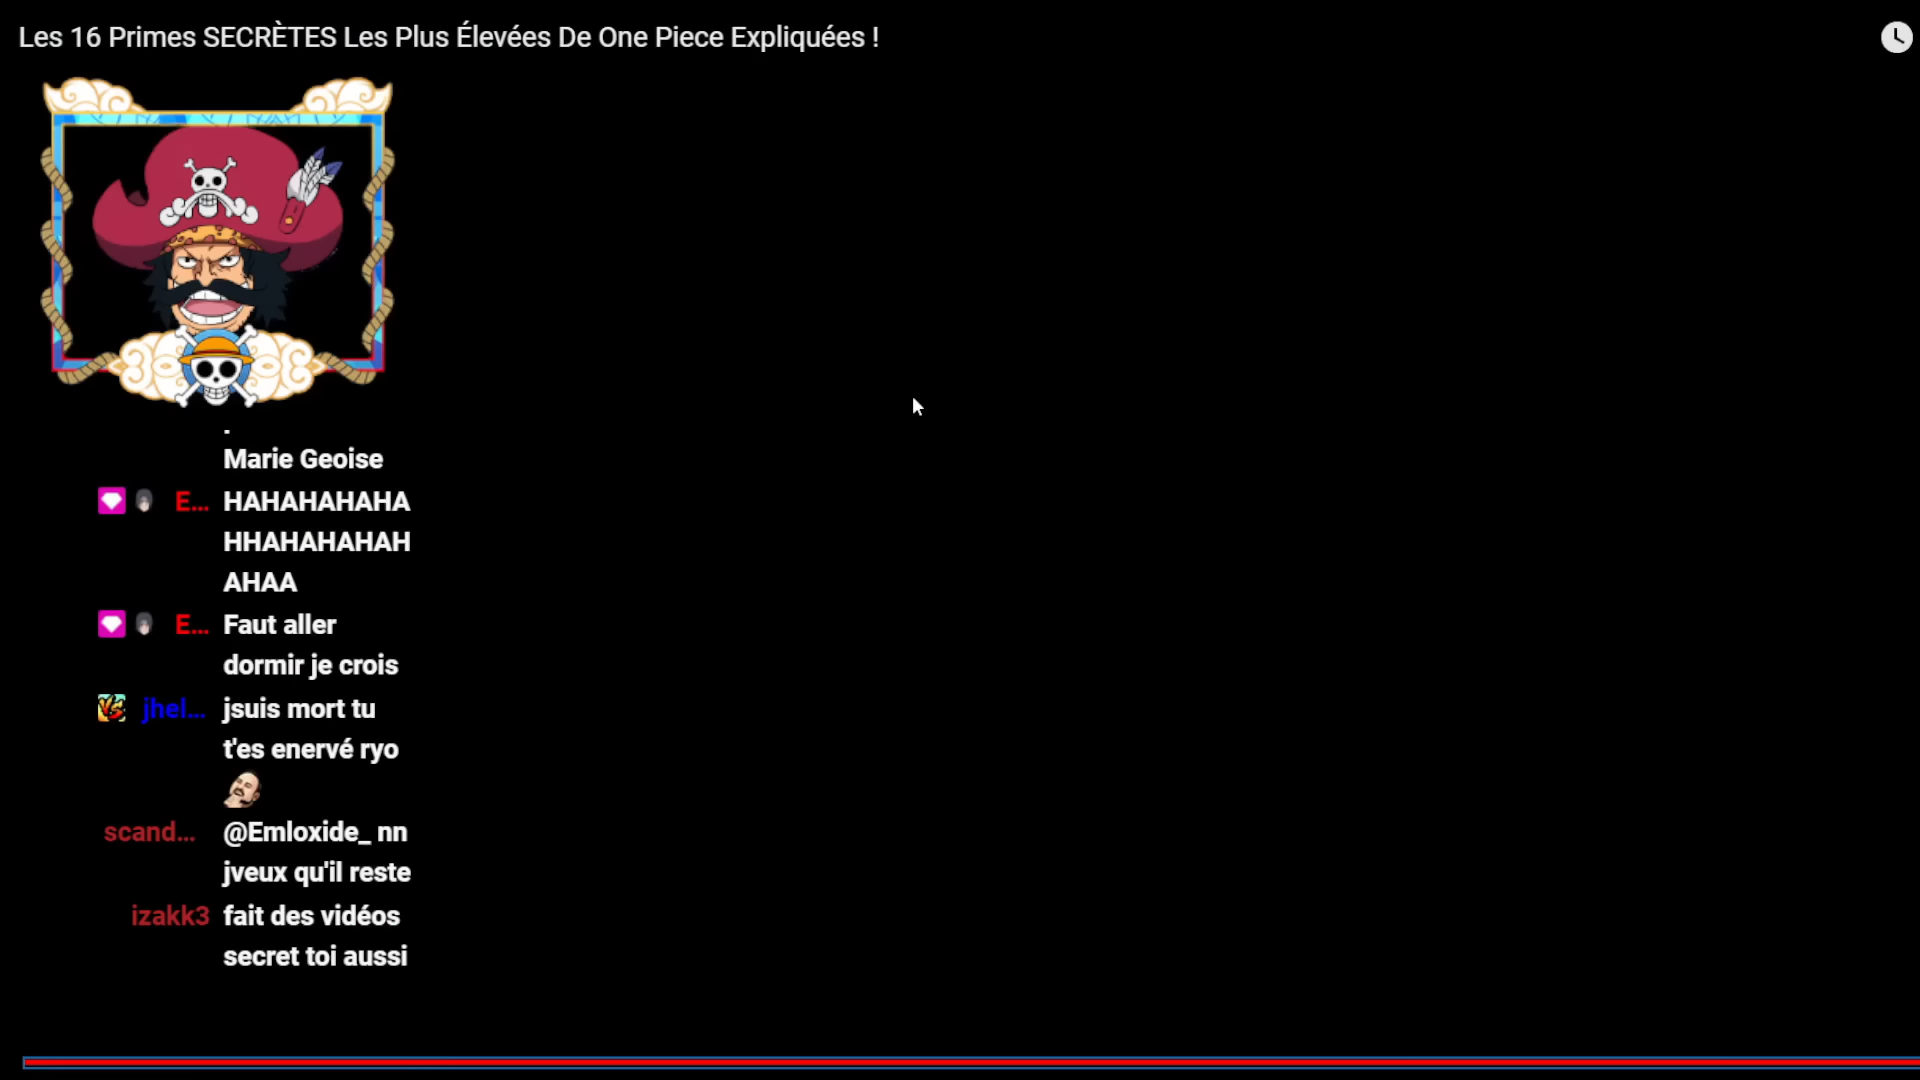 Les 16 Primes SECRÈTES Les Plus Élevées De One Piece Expliquées !
.
Marie Geoise
E... HAHAHAHAHA
HHAHAHAHAH
AHAA
E... Faut aller
dormir je crois
jhel... jsuis mort tu
t'es enervé ryo
scand... @Emloxide_ nn
jveux qu'il reste
izakk3 fait des vidéos
secret toi aussi